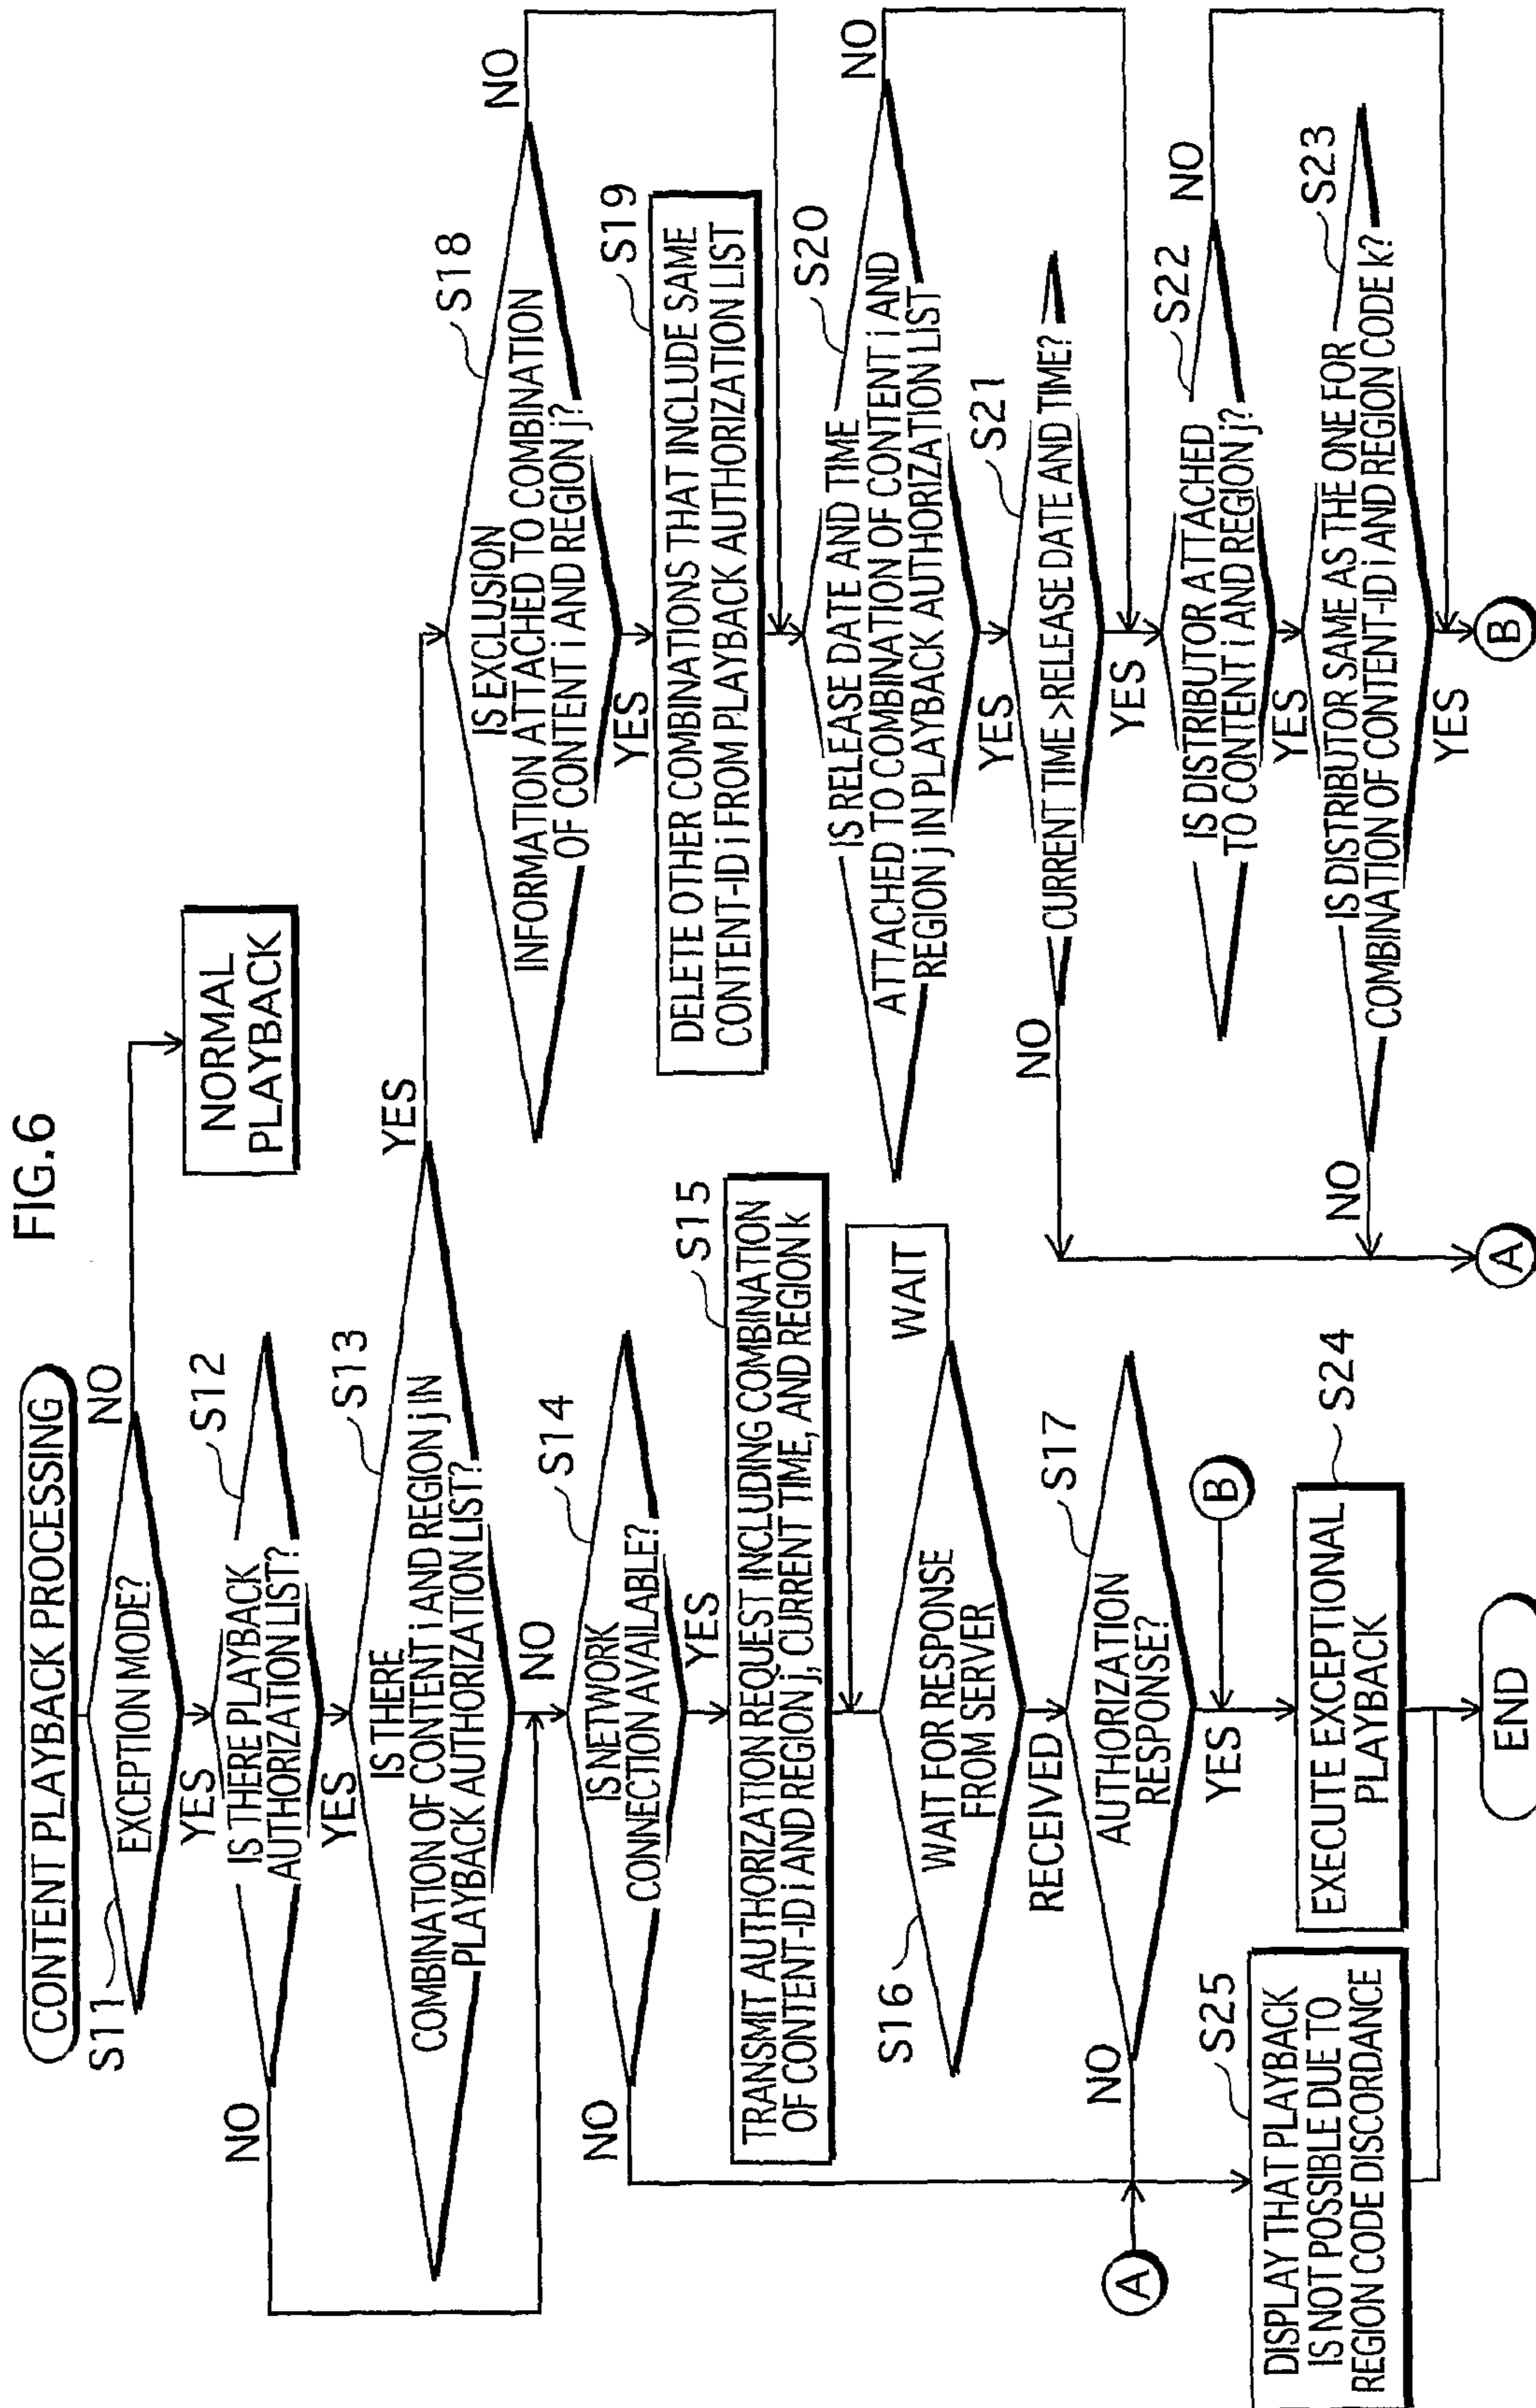 FIG.6
CONTENT PLAYBACK PROCESSING
S11
EXCEPTION MODE?
NO
YES
NORMAL
PLAYBACK
S12
IS THERE PLAYBACK
AUTHORIZATION LIST?
NO
YES
S13
IS THERE
COMBINATION OF CONTENT i AND REGION j IN
PLAYBACK AUTHORIZATION LIST?
YES
NO
S14
IS NETWORK
CONNECTION AVAILABLE?
NO
YES
S15
TRANSMIT AUTHORIZATION REQUEST INCLUDING COMBINATION
OF CONTENT-ID i AND REGION j, CURRENT TIME, AND REGION k
WAIT
S16
WAIT FOR RESPONSE
FROM SERVER
RECEIVED
S17
AUTHORIZATION
RESPONSE?
NO
YES
A
B
S25
DISPLAY THAT PLAYBACK
IS NOT POSSIBLE DUE TO
REGION CODE DISCORDANCE
S24
EXECUTE EXCEPTIONAL
PLAYBACK
END
S18
IS EXCLUSION
INFORMATION ATTACHED TO COMBINATION
OF CONTENT i AND REGION j?
NO
YES
S19
DELETE OTHER COMBINATIONS THAT INCLUDE SAME
CONTENT-ID i FROM PLAYBACK AUTHORIZATION LIST
S20
IS RELEASE DATE AND TIME
ATTACHED TO COMBINATION OF CONTENT i AND
REGION j IN PLAYBACK AUTHORIZATION LIST
NO
YES
S21
CURRENT TIME >RELEASE DATE AND TIME?
NO
YES
S22
IS DISTRIBUTOR ATTACHED
TO CONTENT i AND REGION j?
NO
YES
S23
IS DISTRIBUTOR SAME AS THE ONE FOR
COMBINATION OF CONTENT-ID i AND REGION CODE k?
NO
YES
A
B